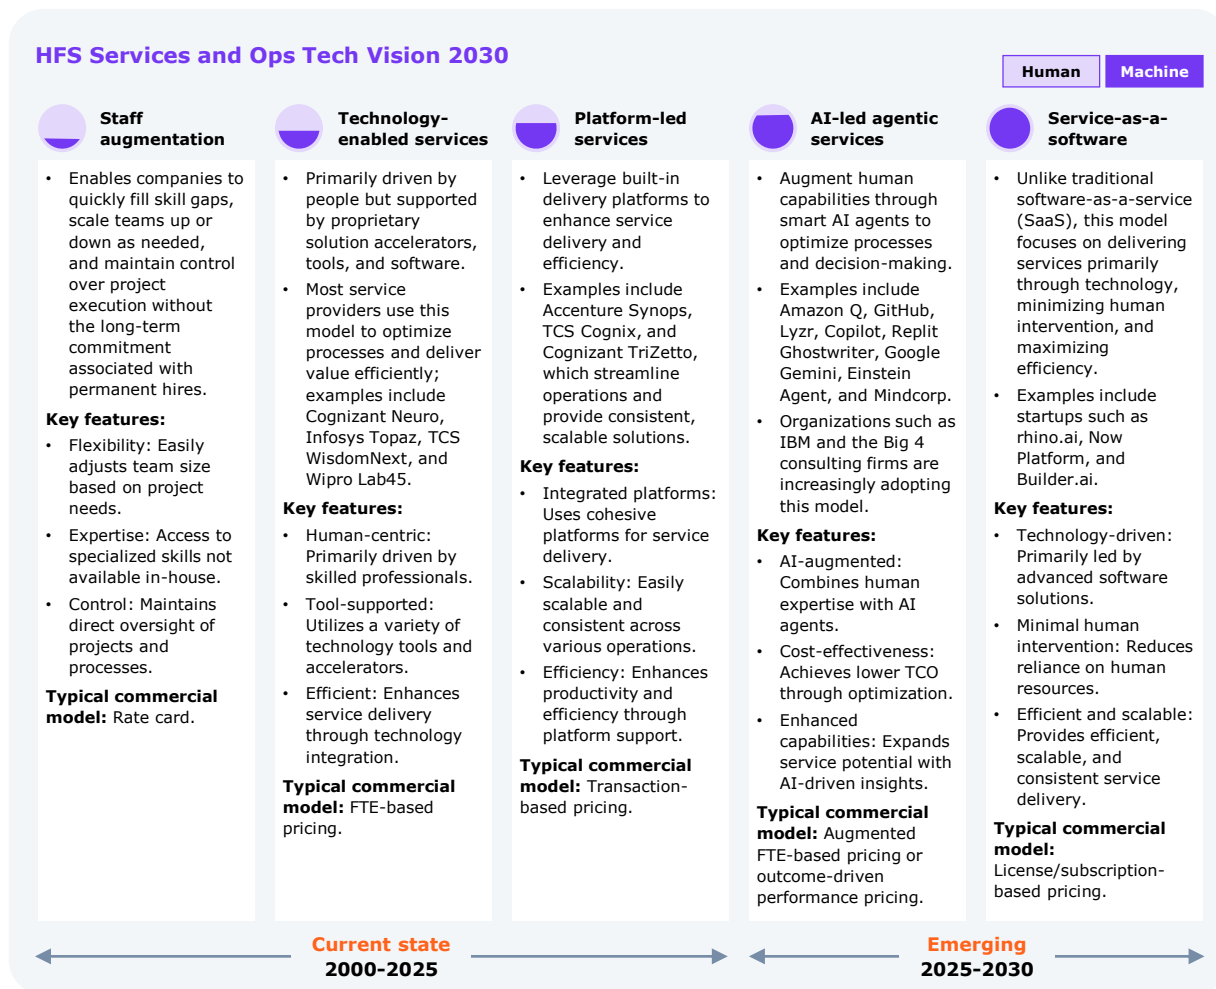 HFS Services and Ops Tech Vision 2030
Human
Machine
Staff
augmentation
• Enables companies to
quickly fill skill gaps,
scale teams up or
down as needed,
and maintain control
over project
execution without
the long-term
commitment
associated with
permanent hires.
Key features:
• Flexibility: Easily
adjusts team size
based on project
needs.
• Expertise: Access to
specialized skills not
available in-house.
• Control: Maintains
direct oversight of
projects and
processes.
Typical commercial
model: Rate card.
Technology-
enabled services
• Primarily driven by
people but supported
by proprietary
solution accelerators,
tools, and software.
• Most service
providers use this
model to optimize
processes and deliver
value efficiently;
examples include
Cognizant Neuro,
Infosys Topaz, TCS
WisdomNext, and
Wipro Lab45.
Key features:
• Human-centric:
Primarily driven by
skilled professionals.
• Tool-supported:
Utilizes a variety of
technology tools and
accelerators.
• Efficient: Enhances
service delivery
through technology
integration.
Typical commercial
model: FTE-based
pricing.
Platform-led
services
• Leverage built-in
delivery platforms to
enhance service
delivery and
efficiency.
• Examples include
Accenture Synops,
TCS Cognix, and
Cognizant TriZetto,
which streamline
operations and
provide consistent,
scalable solutions.
Key features:
• Integrated platforms:
Uses cohesive
platforms for service
delivery.
• Scalability: Easily
scalable and
consistent across
various operations.
• Efficiency: Enhances
productivity and
efficiency through
platform support.
Typical commercial
model: Transaction-
based pricing.
AI-led agentic
services
• Augment human
capabilities through
smart AI agents to
optimize processes
and decision-making.
• Examples include
Amazon Q, GitHub,
Lyzr, Copilot, Replit
Ghostwriter, Google
Gemini, Einstein
Agent, and Mindcorp.
• Organizations such as
IBM and the Big 4
consulting firms are
increasingly adopting
this model.
Key features:
• AI-augmented:
Combines human
expertise with AI
agents.
• Cost-effectiveness:
Achieves lower TCO
through optimization.
• Enhanced
capabilities: Expands
service potential with
AI-driven insights.
Typical commercial
model: Augmented
FTE-based pricing or
outcome-driven
performance pricing.
Service-as-a-
software
• Unlike traditional
software-as-a-service
(SaaS), this model
focuses on delivering
services primarily
through technology,
minimizing human
intervention, and
maximizing
efficiency.
• Examples include
startups such as
rhino.ai, Now
Platform, and
Builder.ai.
Key features:
• Technology-driven:
Primarily led by
advanced software
solutions.
• Minimal human
intervention: Reduces
reliance on human
resources.
• Efficient and scalable:
Provides efficient,
scalable, and
consistent service
delivery.
Typical commercial
model:
License/subscription-
based pricing.
Current state
2000-2025
Emerging
2025-2030